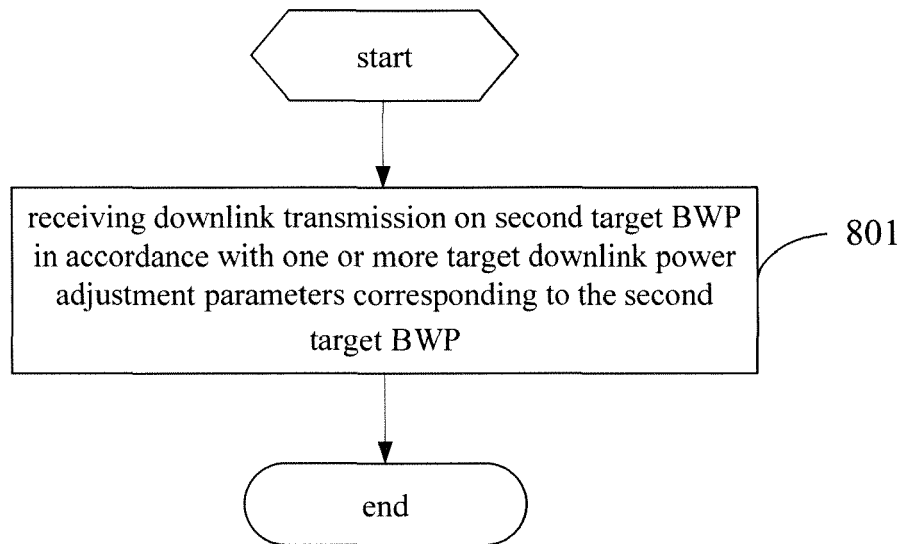 start
receiving downlink transmission on second target BWP
in accordance with one or more target downlink power
adjustment parameters corresponding to the second
target BWP
801
end